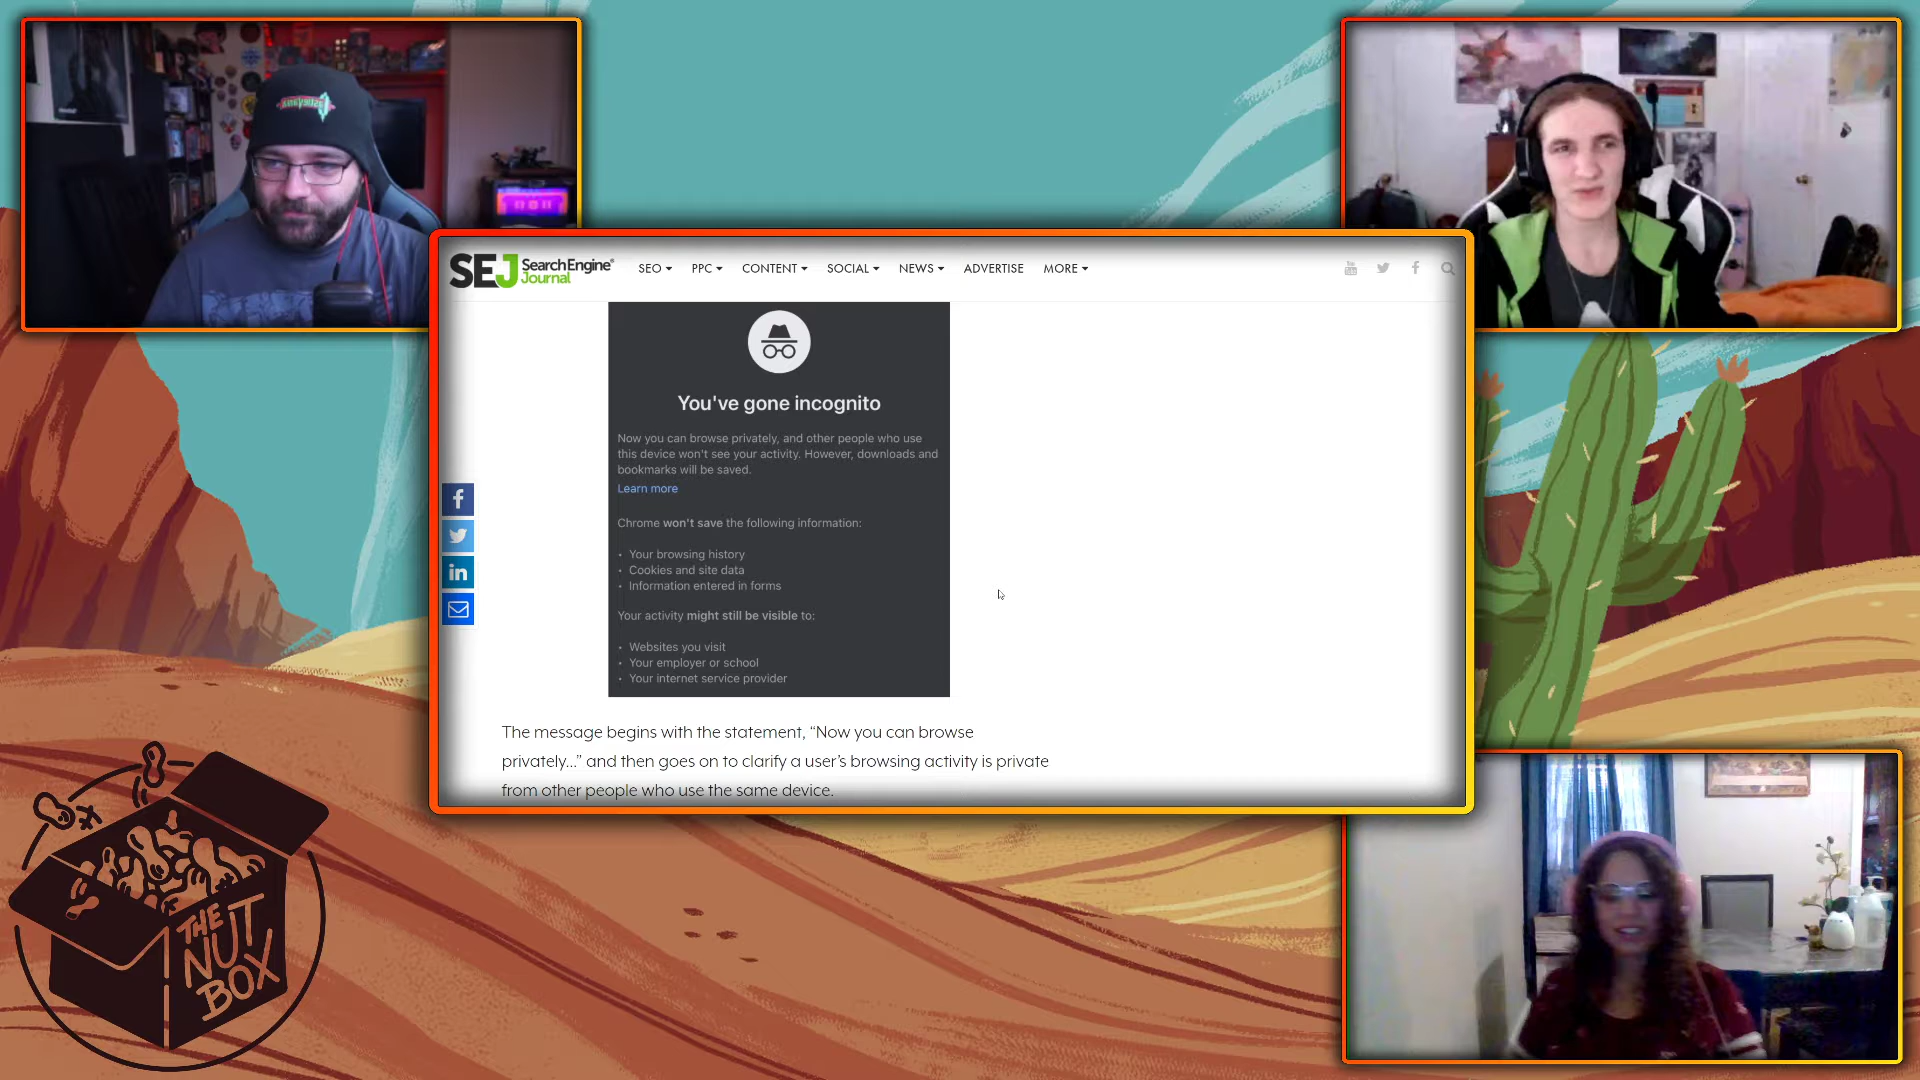 SEJ SearchEngine®
Journal
SEO PPC CONTENT SOCIAL NEWS ADVERTISE MORE
You've gone incognito
Now you can browse privately, and other people who use
this device won't see your activity. However, downloads and
bookmarks will be saved.
Learn more
Chrome won't save the following information:
• Your browsing history
• Cookies and site data
• Information entered in forms
Your activity might still be visible to:
• Websites you visit
• Your employer or school
• Your internet service provider
The message begins with the statement, “Now you can browse
privately…” and then goes on to clarify a user’s browsing activity is private
from other people who use the same device.
THE
NUT
BOX